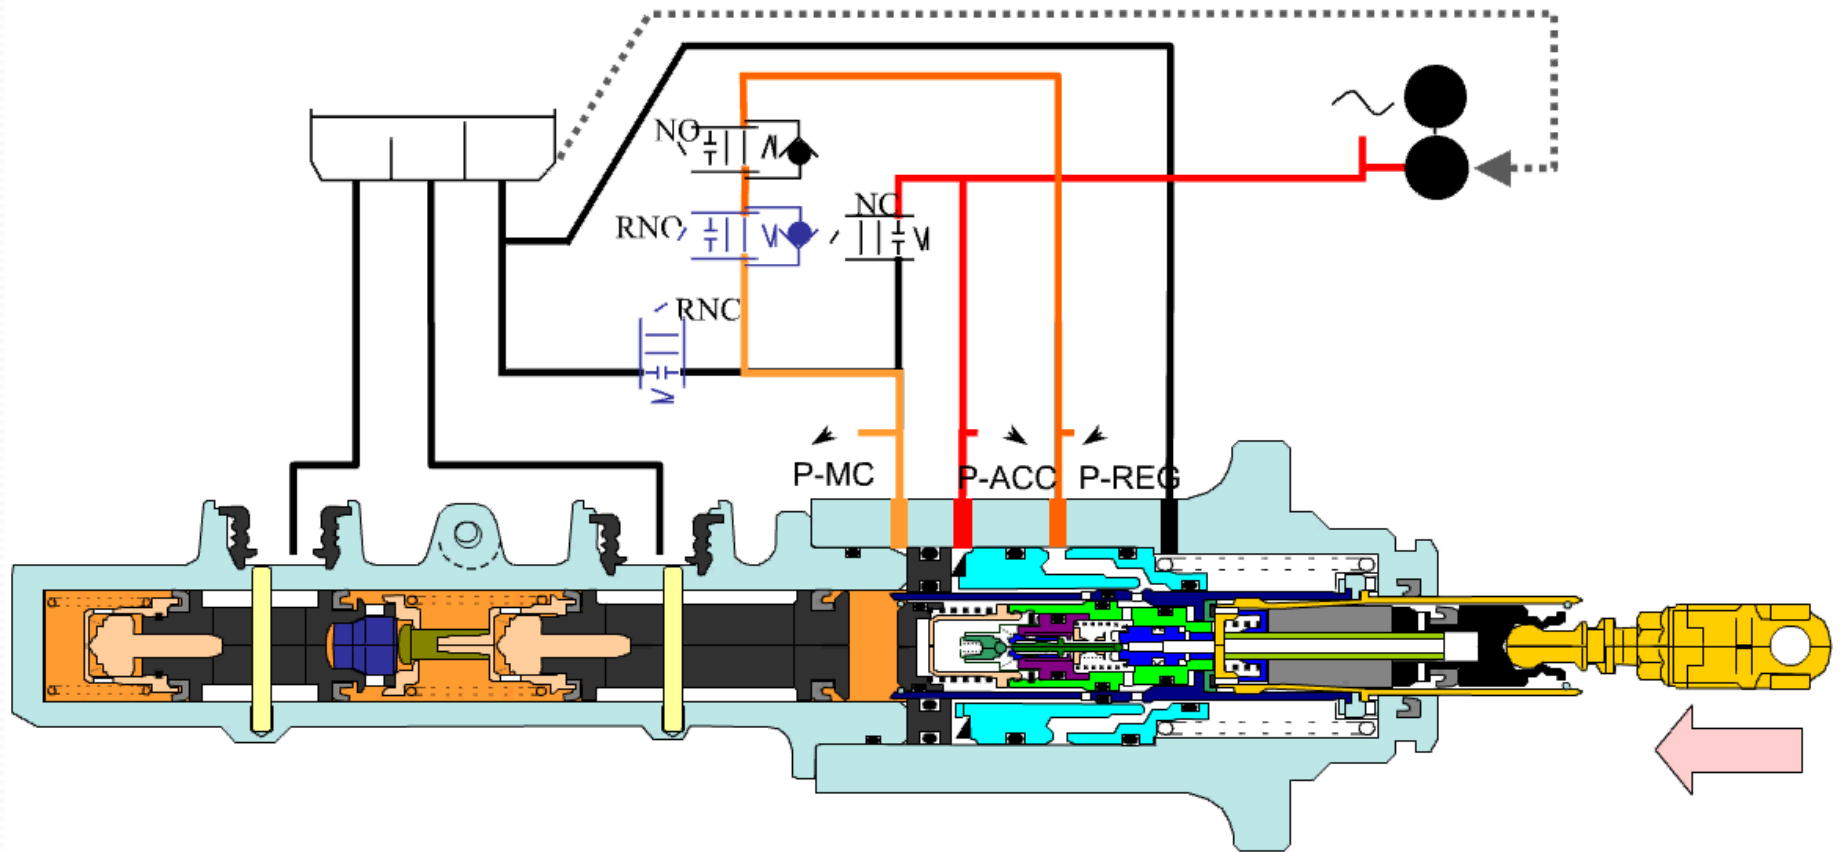 NO
RNO
NC
RNC
P-MC
P-ACC
P-REG